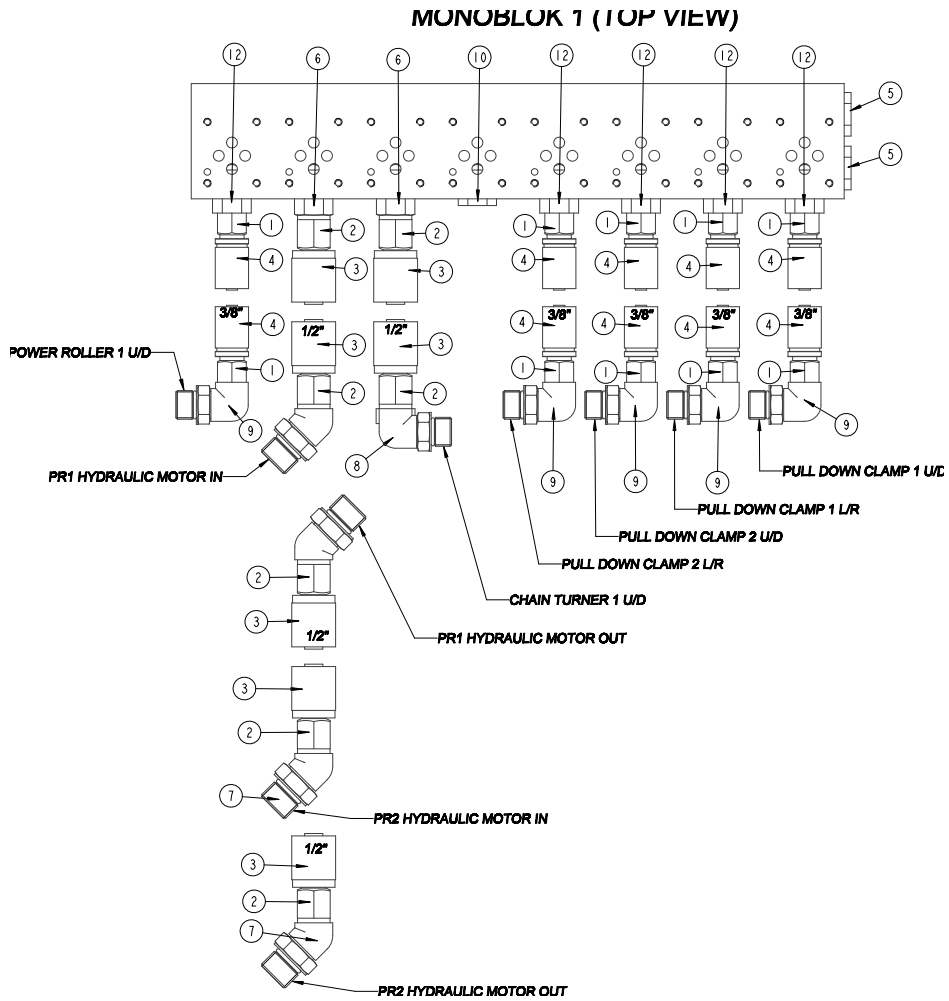 MONOBLOK 1 (TOP VIEW)
12 6 6 10 12 12 12 12
5
5
1 2 2 1 1 1 1
4 3 3 4 4 4 4
3/8" 1/2" 1/2" 3/8" 3/8" 3/8" 3/8"
4 3 3 4 4 4 4
POWER ROLLER 1 U/D
1 2 2 1 1 1 1
9 8 9 9 9 9
PR1 HYDRAULIC MOTOR IN
PULL DOWN CLAMP 1 U/D
PULL DOWN CLAMP 1 L/R
PULL DOWN CLAMP 2 U/D
PULL DOWN CLAMP 2 L/R
2
CHAIN TURNER 1 U/D
3
1/2"
PR1 HYDRAULIC MOTOR OUT
3
2
7
PR2 HYDRAULIC MOTOR IN
1/2"
3
2
7
PR2 HYDRAULIC MOTOR OUT